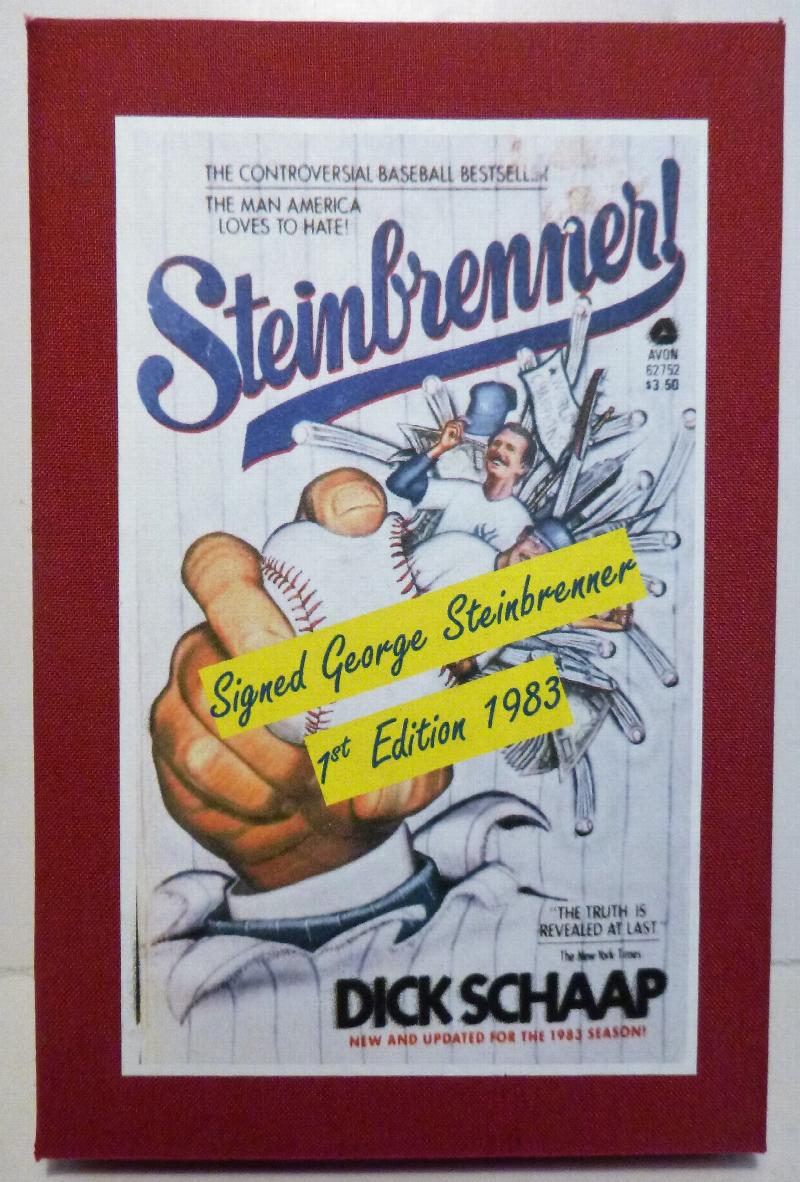 THE CONTROVERSIAL BASEBALL BESTSELLER
THE MAN AMERICA
LOVES TO HATE!
Steinbrenner!
AVON
62752
$3.50
Signed George Steinbrenner
1st Edition 1983
"THE TRUTH IS
REVEALED AT LAST"
The New York Times
DICK SCHAAP
NEW AND UPDATED FOR THE 1983 SEASON!